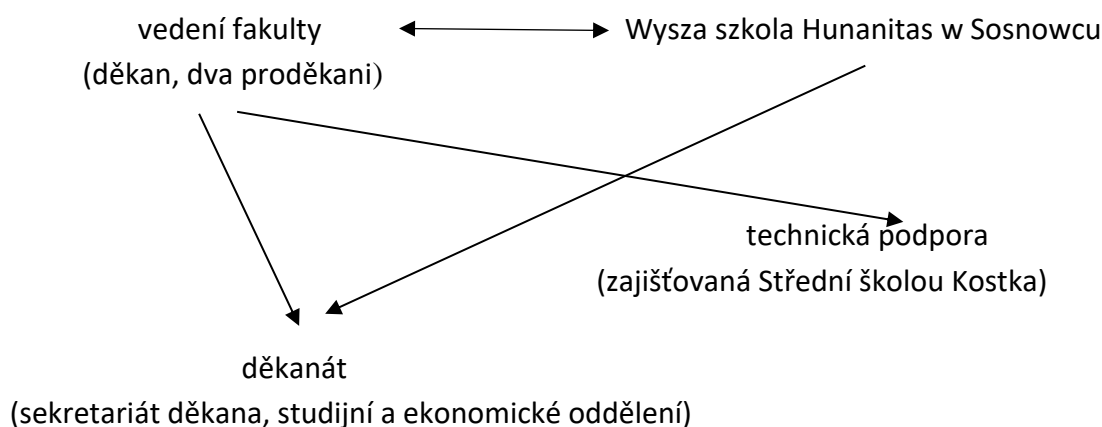 vedení fakulty
Wysza szkola Hunanitas w Sosnowcu
(děkan, dva proděkani)
technická podpora
(zajišťovaná Střední školou Kostka)
děkanát
(sekretariát děkana, studijní a ekonomické oddělení)